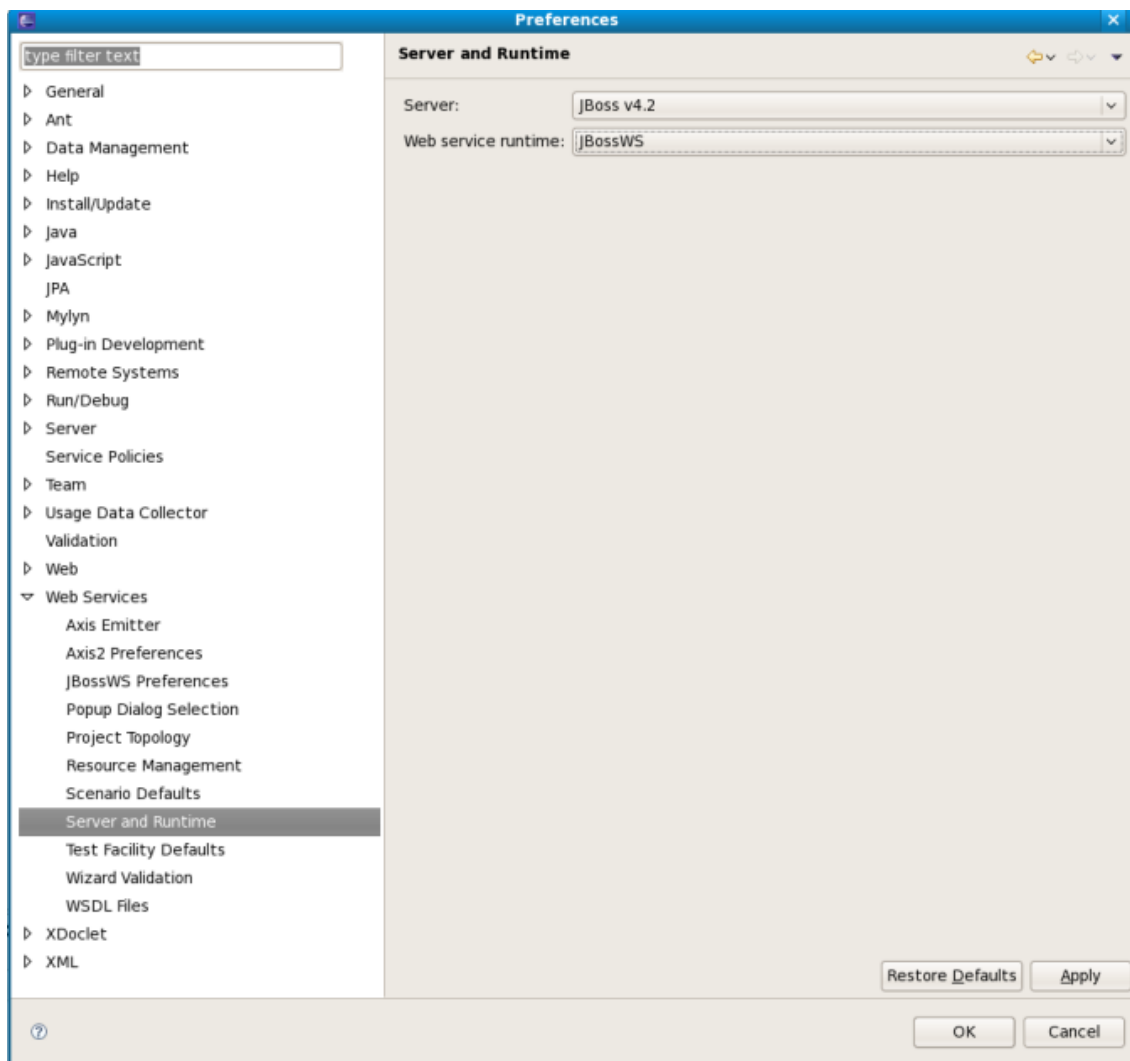 Preferences
type filter text
General
Ant
Data Management
Help
Install/Update
Java
JavaScript
JPA
Mylyn
Plug-in Development
Remote Systems
Run/Debug
Server
Service Policies
Team
Usage Data Collector
Validation
Web
Web Services
Axis Emitter
Axis2 Preferences
JBossWS Preferences
Popup Dialog Selection
Project Topology
Resource Management
Scenario Defaults
Server and Runtime
Test Facility Defaults
Wizard Validation
WSDL Files
XDoclet
XML
Server and Runtime
Server: JBoss v4.2
Web service runtime: JBossWS
Restore Defaults Apply
OK Cancel